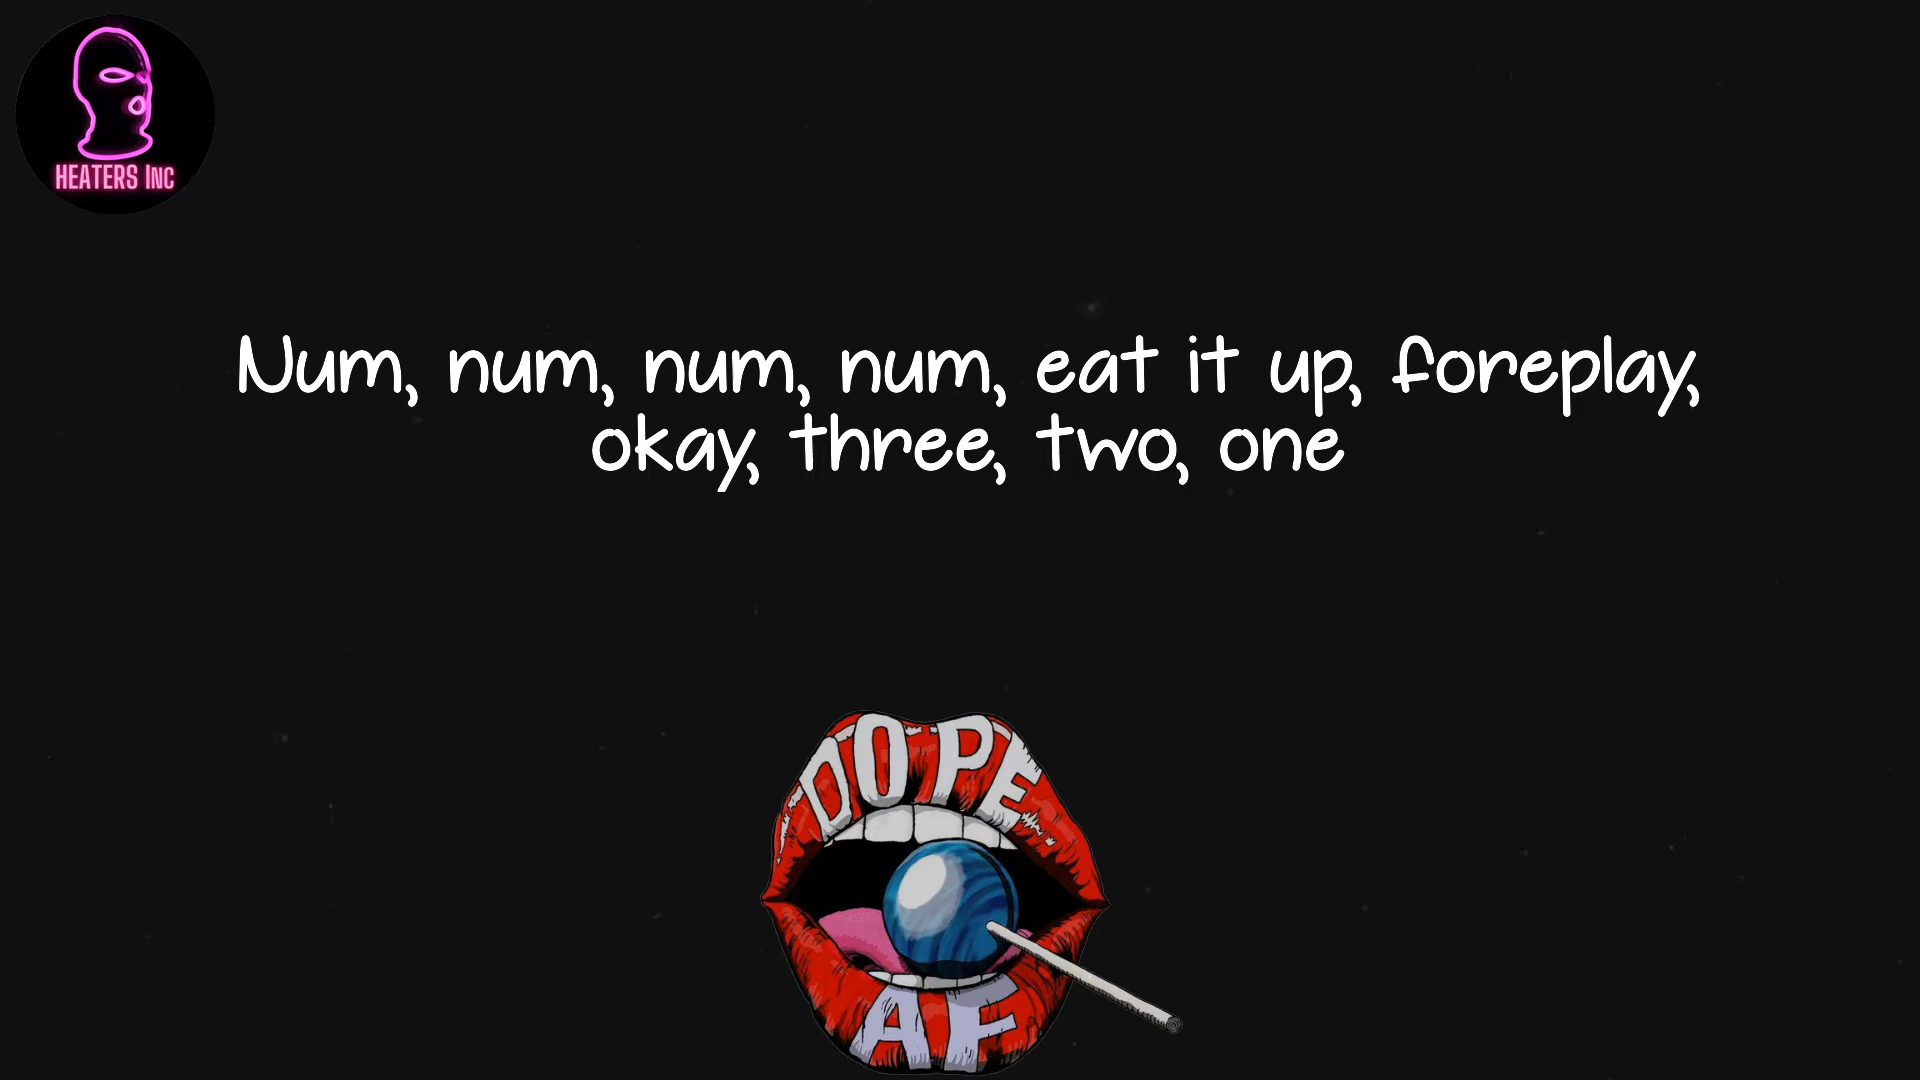 HEATERS INC
Num, num, num, num, eat it up, foreplay,
okay, three, two, one
DOPE
AF